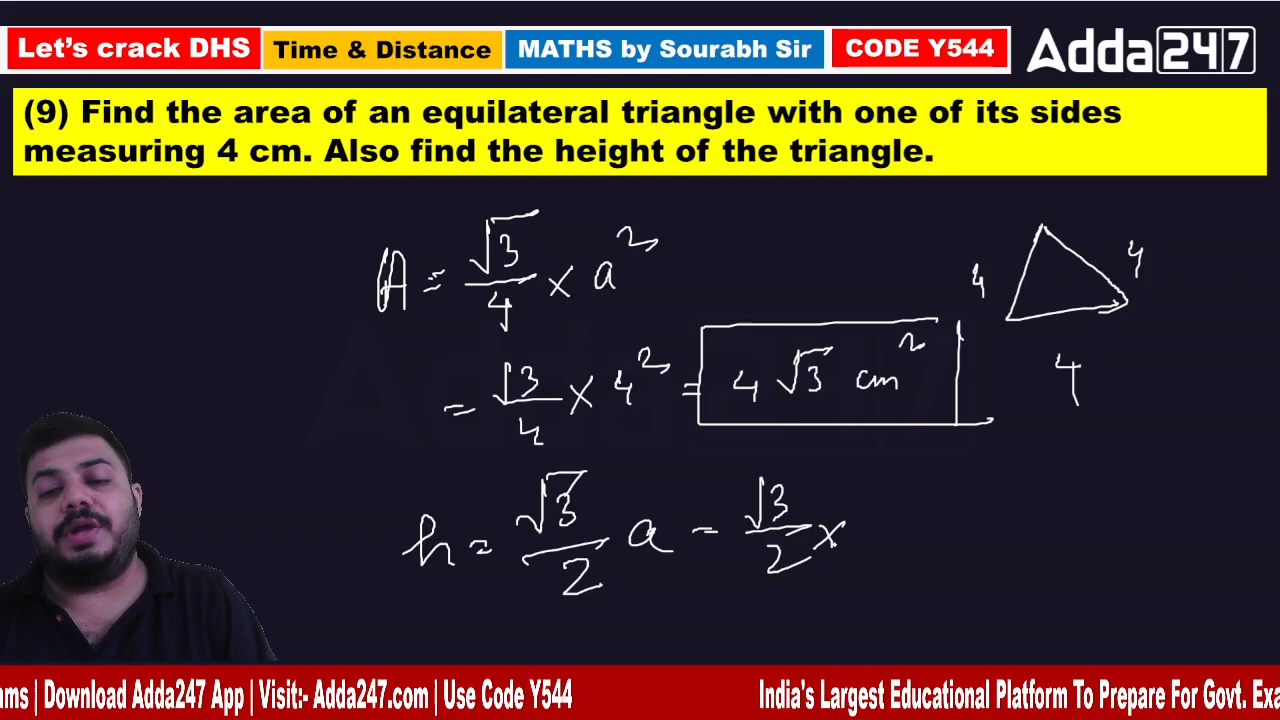 Let's crack DHS Time & Distance MATHS by Sourabh Sir CODE Y544 Adda247
(9) Find the area of an equilateral triangle with one of its sides
measuring 4 cm. Also find the height of the triangle.
A = √3/4 × a²
4 4
= √3/4 × 4² = 4 √3 cm²
4
h = √3/2 a = √3/2 ×
ams | Download Adda247 App | Visit:- Adda247.com | Use Code Y544 India's Largest Educational Platform To Prepare For Govt. Exa